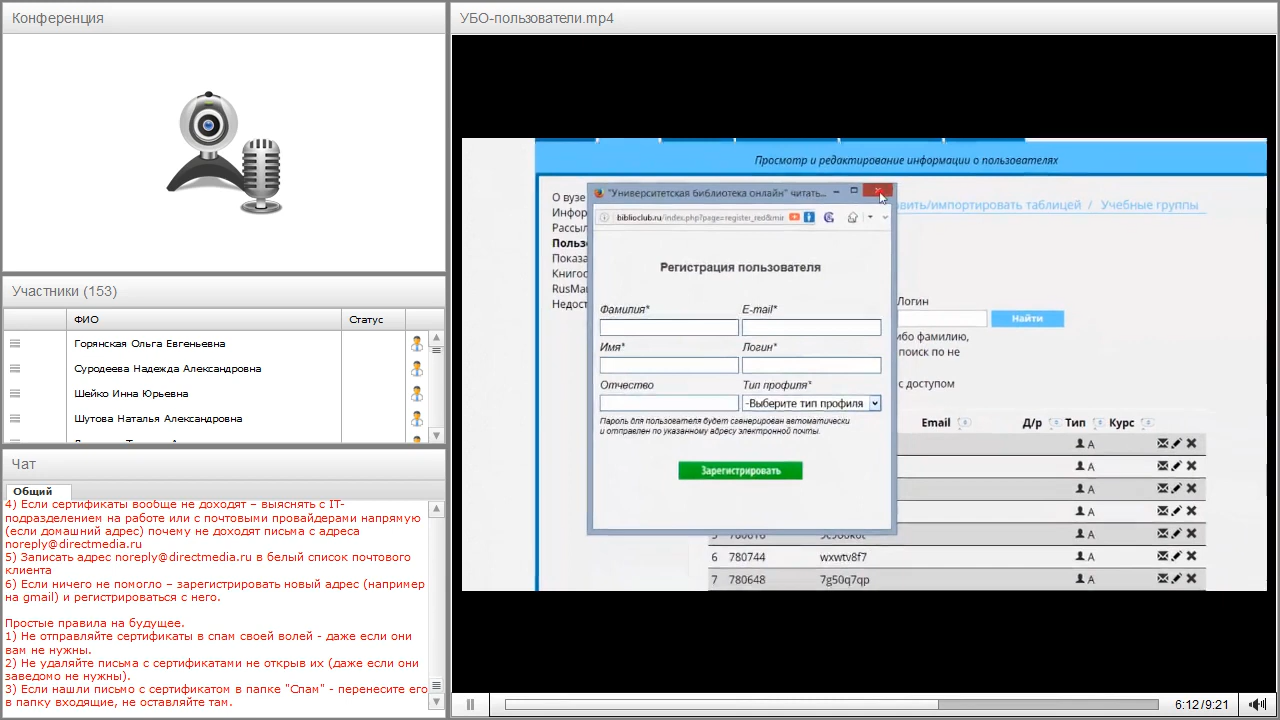 Конференция
Участники (153)
ФИО
Статус
Горянская Ольга Евгеньевна
Суродеева Надежда Александровна
Шейко Инна Юрьевна
Шутова Наталья Александровна
Чат
Общий
4) Если сертификаты вообще не доходят – выяснять с IT-
подразделением на работе или с почтовыми провайдерами напрямую
(если домашний адрес) почему не доходят письма с адреса
noreply@directmedia.ru
5) Записать адрес noreply@directmedia.ru в белый список почтового
клиента
6) Если ничего не помогло – зарегистрировать новый адрес (например
на gmail) и регистрироваться с него.
Простые правила на будущее.
1) Не отправляйте сертификаты в спам своей волей - даже если они
вам не нужны.
2) Не удаляйте письма с сертификатами не открыв их (даже если они
заведомо не нужны).
3) Если нашли письмо с сертификатом в папке "Спам" - перенесите его
в папку входящие, не оставляйте там.
УБО-пользователи.mp4
Просмотр и редактирование информации о пользователях
О вузе
Инфор
Рассыл
Польз
Показа
Книгос
RusMar
Недост
авить/импортировать таблицей / Учебные группы
"Университетская библиотека онлайн" читать...
biblioclub.ru/index.php?page=register_red&mir
Регистрация пользователя
Фамилия*
E-mail*
Имя*
Логин*
Отчество
Тип профиля*
-Выберите тип профиля
Пароль для пользователя будет сгенерирован автоматически
и отправлен по указанному адресу электронной почты.
Зарегистрировать
Логин
Найти
ибо фамилию,
поиск по не
с доступом
Email Д/р Тип Курс
А
А
А
А
А
6 780744 wxwtv8f7 А
7 780648 7g50q7qp А
6:12/9:21